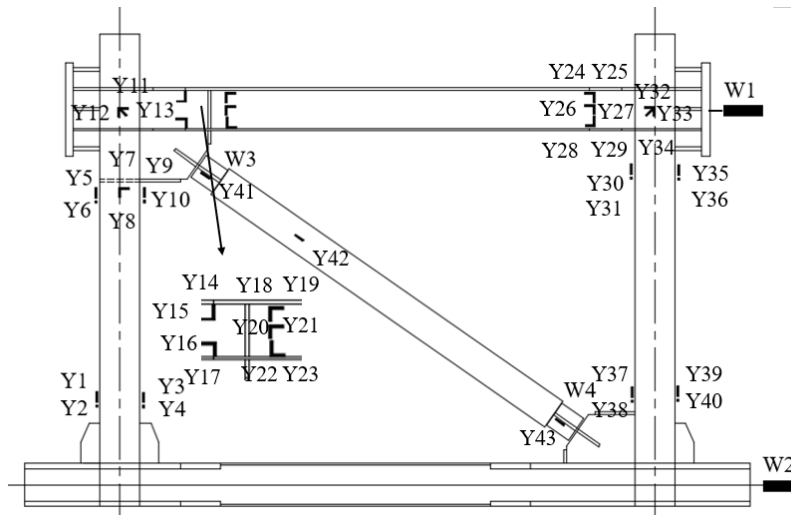 Y24 Y25
Y11 Y32 W1
Y12 Y13 Y26 Y27 Y33
Y7 Y9 W3 Y28 Y29 Y34
Y5 Y41 Y30 Y35
Y6 Y8 Y10 Y31 Y36
Y42
Y14 Y18 Y19
Y15 Y20 Y21
Y16
Y17 Y22 Y23
Y1 Y3 Y37 Y39
Y2 Y4 W4 Y38 Y40
Y43
W2